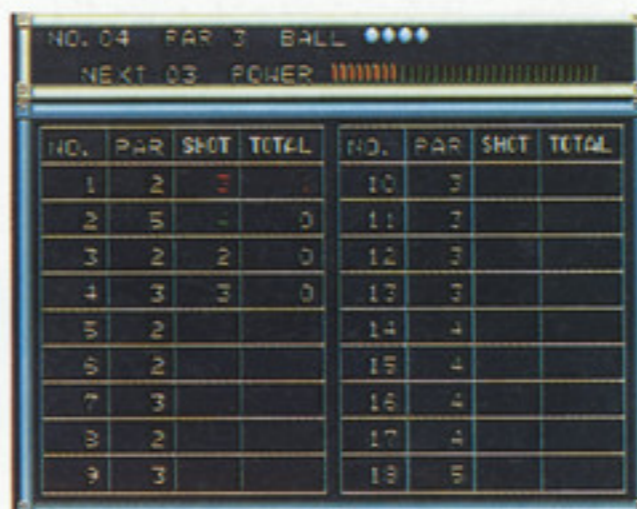 NO.04 PAR 3 BALL
NEXT 03 POWER
NO. PAR SHOT TOTAL NO. PAR SHOT TOTAL
1 2 3 10 3
2 5 0 11 3
3 2 2 0 12 3
4 3 3 0 13 3
5 2 14 4
6 2 15 4
7 3 16 4
8 2 17 4
9 3 18 5